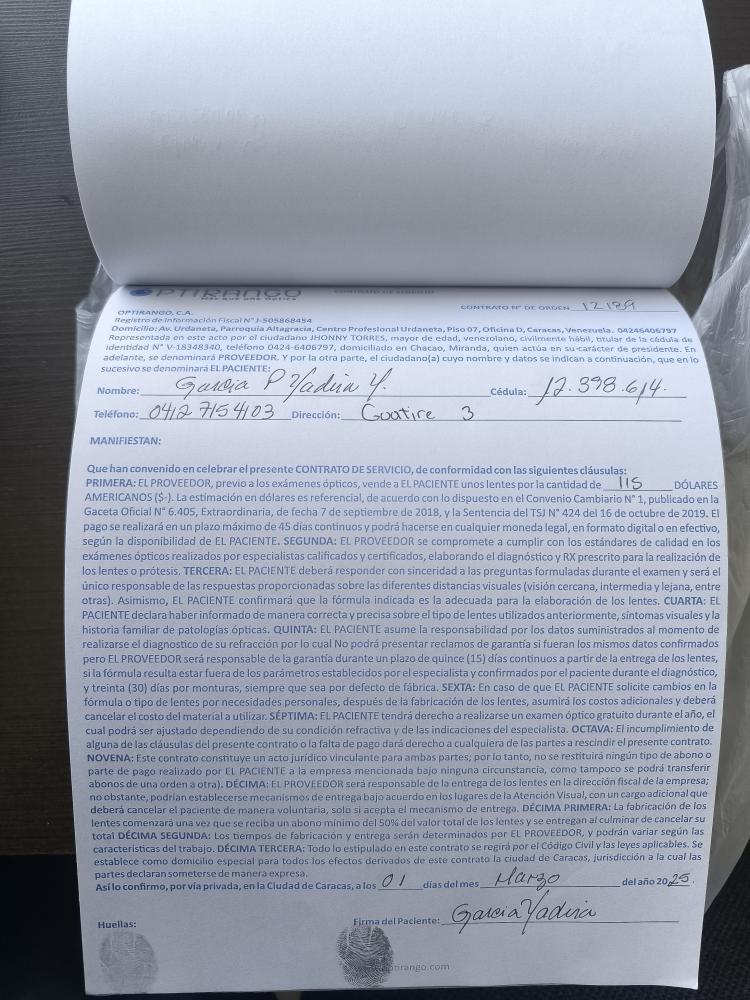 OPTIRANGO
Más que una óptica
CONTRATO DE SERVICIO
CONTRATO N° DE ORDEN 12189
OPTIRANGO, C.A.
Registro de Información Fiscal N° J-505868454
Domicilio: Av. Urdaneta, Parroquia Altagracia, Centro Profesional Urdaneta, Piso 07, Oficina D, Caracas, Venezuela. 04246406797
Representada en este acto por el ciudadano JHONNY TORRES, mayor de edad, venezolano, civilmente hábil, titular de la cédula de
identidad N° V-18348340, teléfono 0424-6406797, domiciliado en Chacao, Miranda, quien actúa en su carácter de presidente. En
adelante, se denominará PROVEEDOR. Y por la otra parte, el ciudadano(a) cuyo nombre y datos se indican a continuación, que en lo
sucesivo se denominará EL PACIENTE:
Nombre: Garcia P Yadira Y. Cédula: 12.398.614.
Teléfono: 0412 7154103 Dirección: Guatire 3
MANIFIESTAN:
Que han convenido en celebrar el presente CONTRATO DE SERVICIO, de conformidad con las siguientes cláusulas:
PRIMERA: EL PROVEEDOR, previo a los exámenes ópticos, vende a EL PACIENTE unos lentes por la cantidad de 115 DÓLARES
AMERICANOS ($-). La estimación en dólares es referencial, de acuerdo con lo dispuesto en el Convenio Cambiario N° 1, publicado en la
Gaceta Oficial N° 6.405, Extraordinaria, de fecha 7 de septiembre de 2018, y la Sentencia del TSJ N° 424 del 16 de octubre de 2019. El
pago se realizará en un plazo máximo de 45 días continuos y podrá hacerse en cualquier moneda legal, en formato digital o en efectivo,
según la disponibilidad de EL PACIENTE. SEGUNDA: EL PROVEEDOR se compromete a cumplir con los estándares de calidad en los
exámenes ópticos realizados por especialistas calificados y certificados, elaborando el diagnóstico y RX prescrito para la realización de
los lentes o prótesis. TERCERA: EL PACIENTE deberá responder con sinceridad a las preguntas formuladas durante el examen y será el
único responsable de las respuestas proporcionadas sobre las diferentes distancias visuales (visión cercana, intermedia y lejana, entre
otras). Asimismo, EL PACIENTE confirmará que la fórmula indicada es la adecuada para la elaboración de los lentes. CUARTA: EL
PACIENTE declara haber informado de manera correcta y precisa sobre el tipo de lentes utilizados anteriormente, síntomas visuales y la
historia familiar de patologías ópticas. QUINTA: EL PACIENTE asume la responsabilidad por los datos suministrados al momento de
realizarse el diagnostico de su refracción por lo cual No podrá presentar reclamos de garantía si fueran los mismos datos confirmados
pero EL PROVEEDOR será responsable de la garantía durante un plazo de quince (15) días continuos a partir de la entrega de los lentes,
si la fórmula resulta estar fuera de los parámetros establecidos por el especialista y confirmados por el paciente durante el diagnóstico,
y treinta (30) días por monturas, siempre que sea por defecto de fábrica. SEXTA: En caso de que EL PACIENTE solicite cambios en la
fórmula o tipo de lentes por necesidades personales, después de la fabricación de los lentes, asumirá los costos adicionales y deberá
cancelar el costo del material a utilizar. SÉPTIMA: EL PACIENTE tendrá derecho a realizarse un examen óptico gratuito durante el año, el
cual podrá ser ajustado dependiendo de su condición refractiva y de las indicaciones del especialista. OCTAVA: El incumplimiento de
alguna de las cláusulas del presente contrato o la falta de pago dará derecho a cualquiera de las partes a rescindir el presente contrato.
NOVENA: Este contrato constituye un acto jurídico vinculante para ambas partes; por lo tanto, no se restituirá ningún tipo de abono o
parte de pago realizado por EL PACIENTE a la empresa mencionada bajo ninguna circunstancia, como tampoco se podrá transferir
abonos de una orden a otra). DÉCIMA: EL PROVEEDOR será responsable de la entrega de los lentes en la dirección fiscal de la empresa;
no obstante, podrían establecerse mecanismos de entrega bajo acuerdo en los lugares de la Atención Visual, con un cargo adicional que
deberá cancelar el paciente de manera voluntaria, solo si acepta el mecanismo de entrega. DÉCIMA PRIMERA: La fabricación de los
lentes comenzará una vez que se reciba un abono mínimo del 50% del valor total de los lentes y se entregan al culminar de cancelar su
total DÉCIMA SEGUNDA: Los tiempos de fabricación y entrega serán determinados por EL PROVEEDOR, y podrán variar según las
características del trabajo. DÉCIMA TERCERA: Todo lo estipulado en este contrato se regirá por el Código Civil y las leyes aplicables. Se
establece como domicilio especial para todos los efectos derivados de este contrato la ciudad de Caracas, jurisdicción a la cual las
partes declaran someterse de manera expresa.
Así lo confirmo, por vía privada, en la Ciudad de Caracas, a los 01 días del mes Marzo del año 2025.
Huellas:
Firma del Paciente: Garcia Yadira
optirango.com